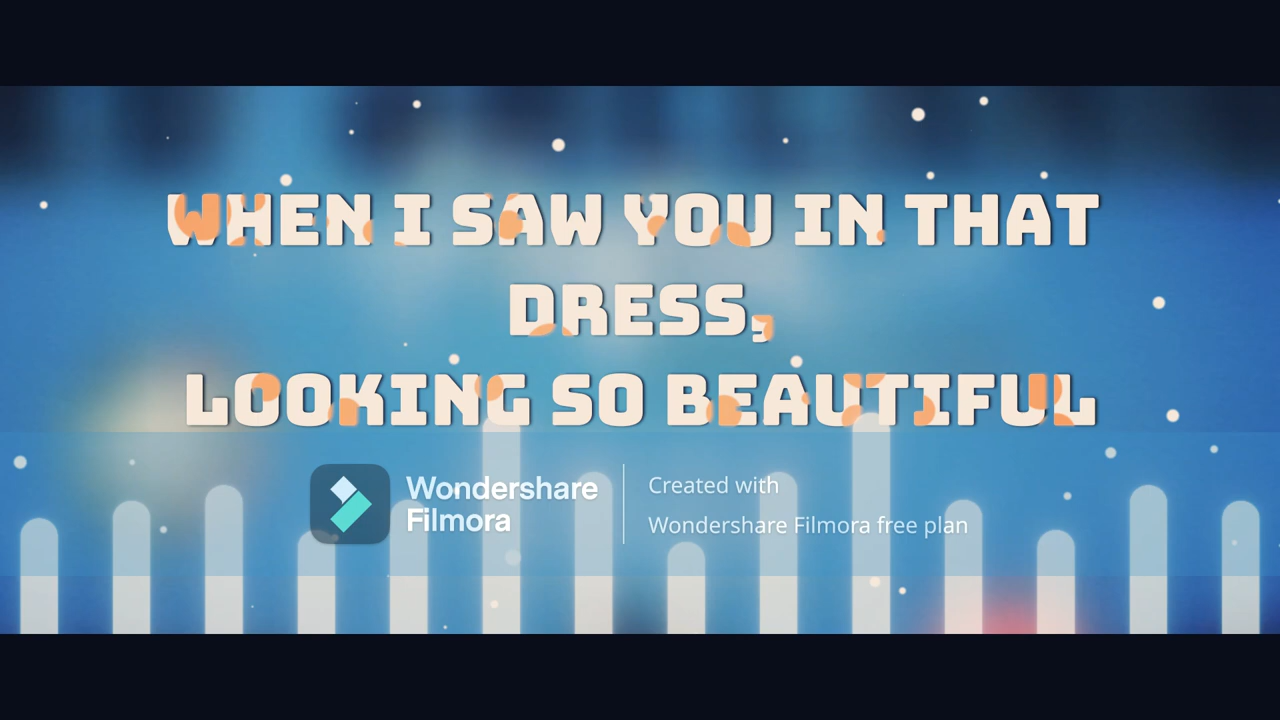 WHEN I SAW YOU IN THAT
DRESS,
LOOKING SO BEAUTIFUL
Wondershare
Filmora
Created with
Wondershare Filmora free plan